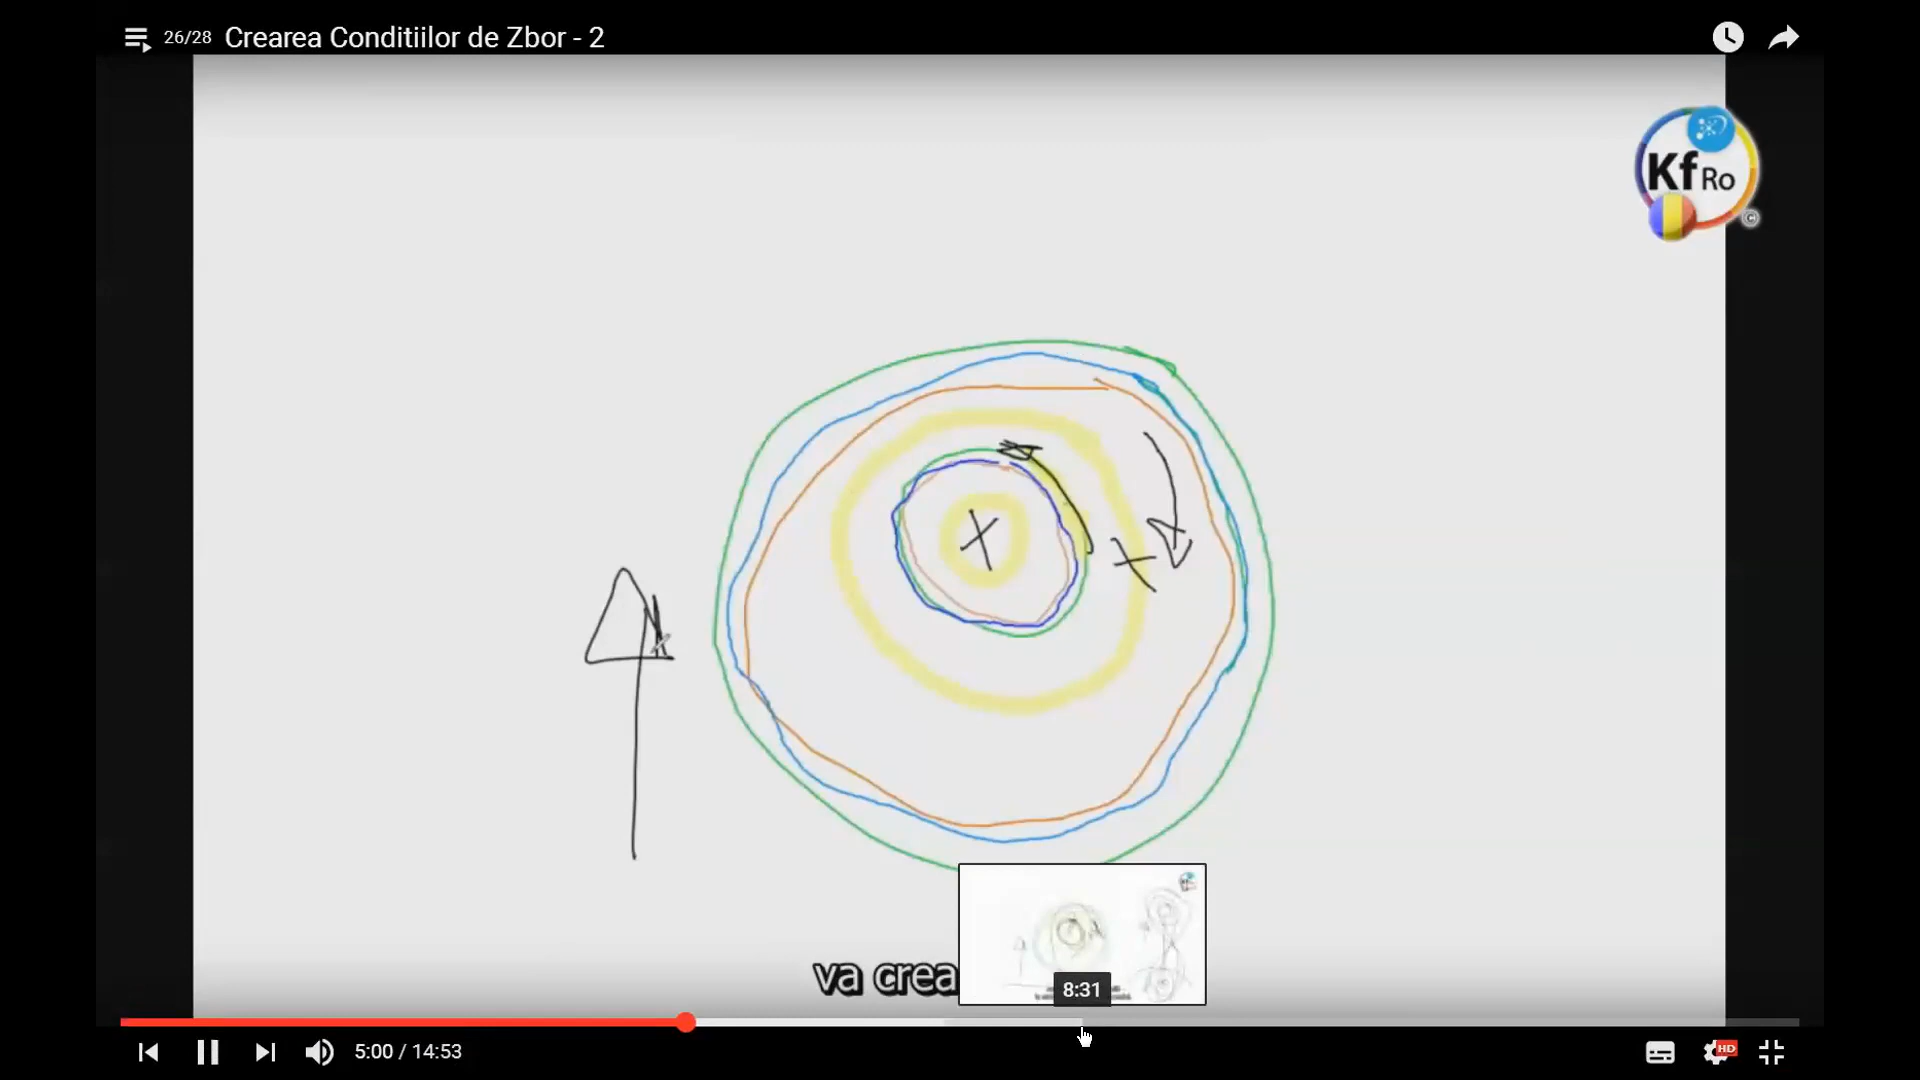 26/28 Crearea Conditiilor de Zbor - 2
Kf Ro
©
X
X
va crea
8:31
5:00 / 14:53
HD